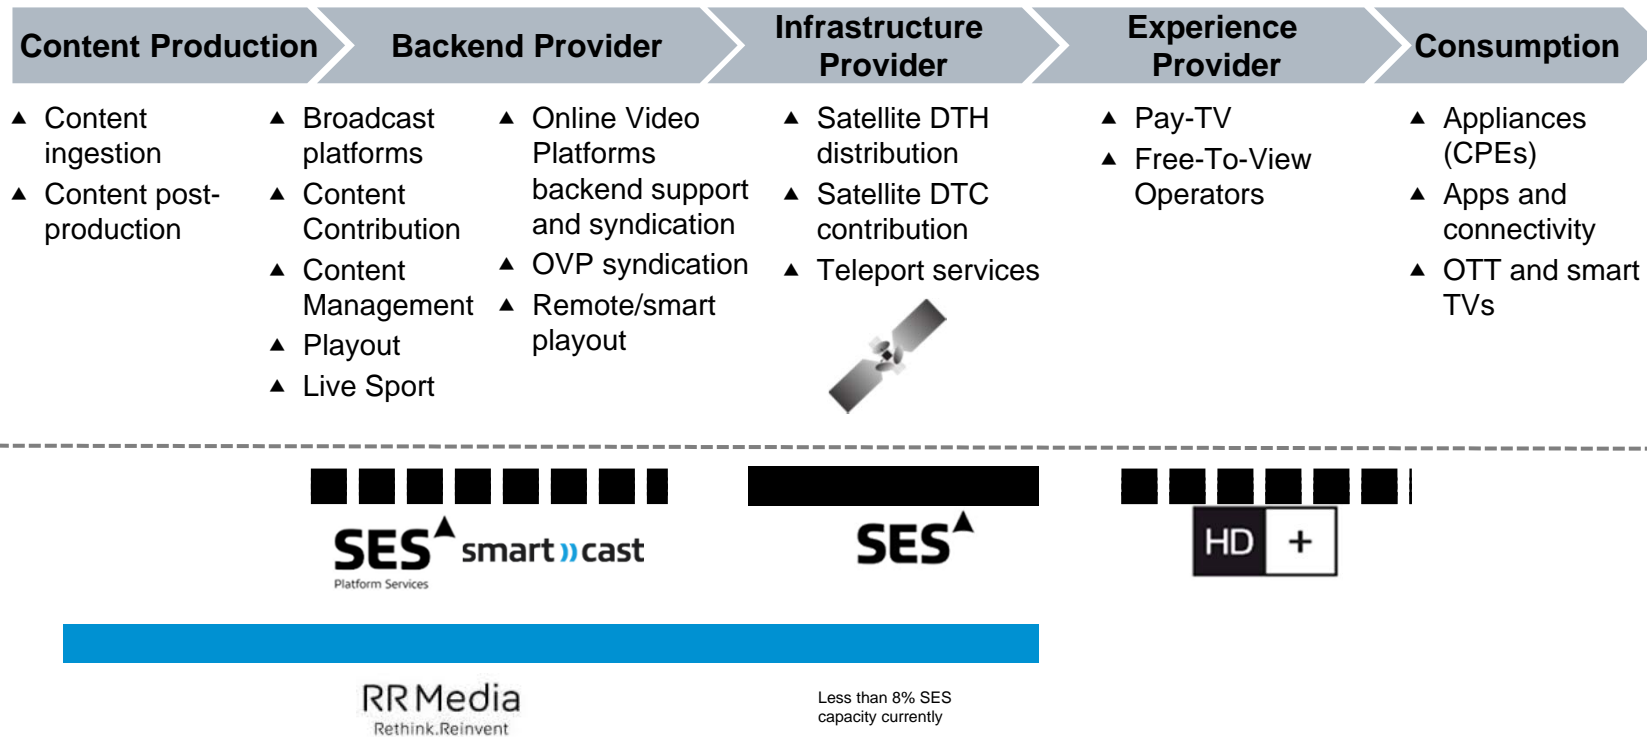 Content Production
Backend Provider
Infrastructure
Provider
Experience
Provider
Consumption
▲ Content
ingestion
▲ Content post-
production
▲ Broadcast
platforms
▲ Content
Contribution
▲ Content
Management
▲ Playout
▲ Live Sport
▲ Online Video
Platforms
backend support
and syndication
▲ OVP syndication
▲ Remote/smart
playout
▲ Satellite DTH
distribution
▲ Satellite DTC
contribution
▲ Teleport services
▲ Pay-TV
▲ Free-To-View
Operators
▲ Appliances
(CPEs)
▲ Apps and
connectivity
▲ OTT and smart
TVs
SES
Platform Services
smart cast
SES
HD +
RR Media
Rethink.Reinvent
Less than 8% SES
capacity currently